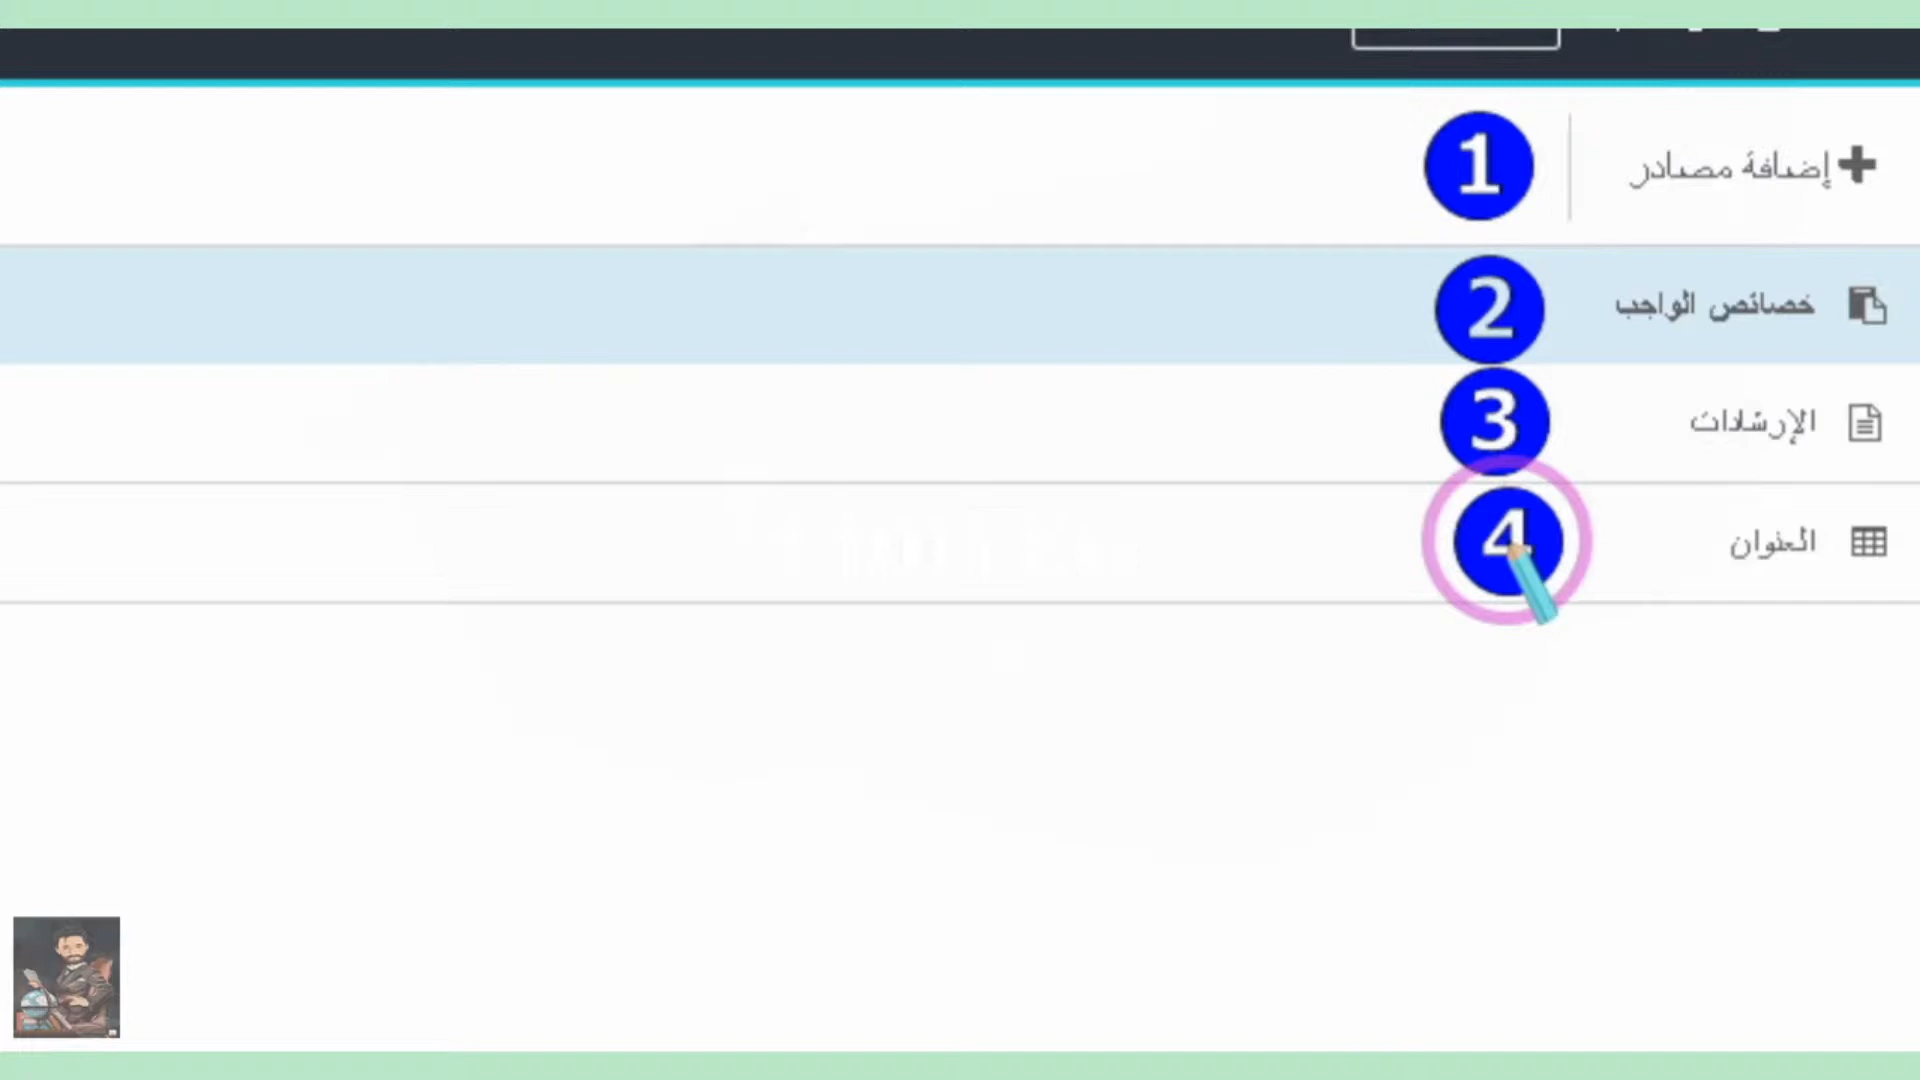 إضافة مصادر
1
خصائص الواجب
2
الإرشادات
3
العنوان
4